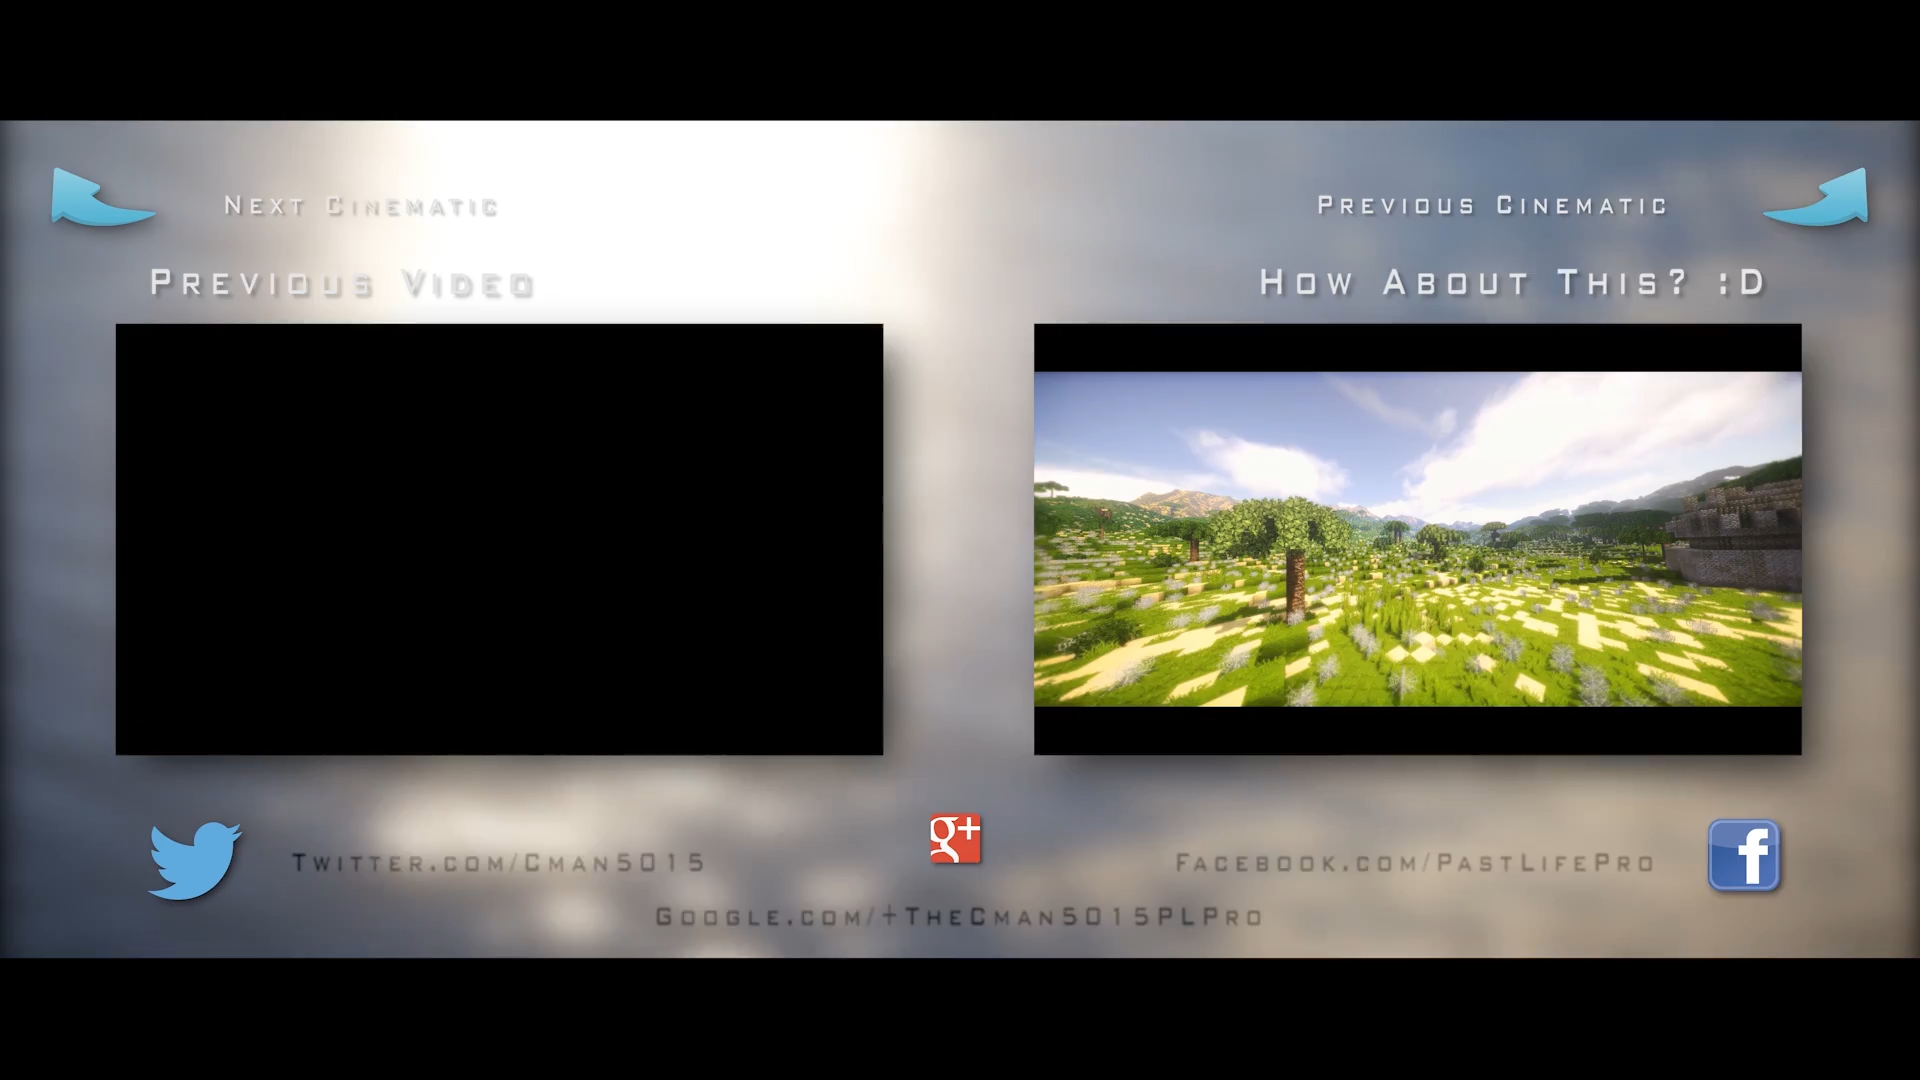 Next Cinematic
Previous Cinematic
Previous Video
How About This? :D
g+
f
Twitter.com/Cman5015
Facebook.com/PastLifePro
Google.com/+TheCman5015PLPro